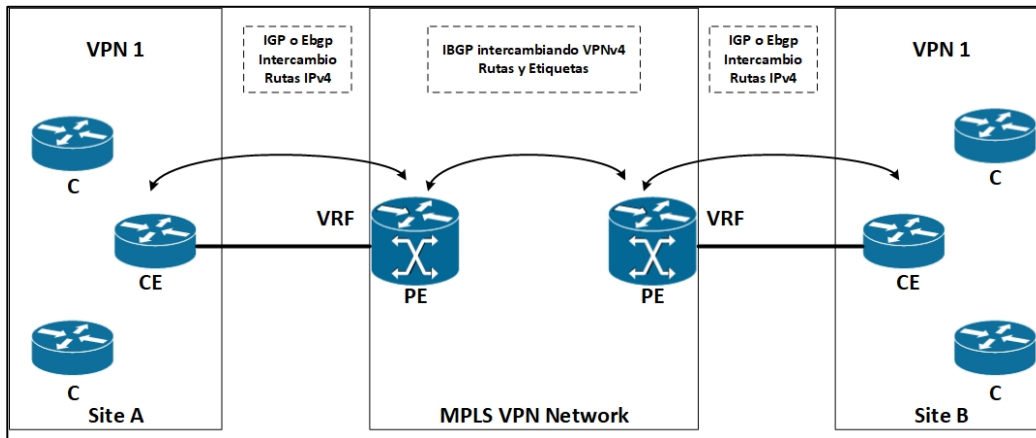 VPN 1
IGP o Ebgp
Intercambio
Rutas IPv4
IBGP intercambiando VPNv4
Rutas y Etiquetas
IGP o Ebgp
Intercambio
Rutas IPv4
VPN 1
C
C
VRF
VRF
CE
PE
PE
CE
C
C
Site A
MPLS VPN Network
Site B